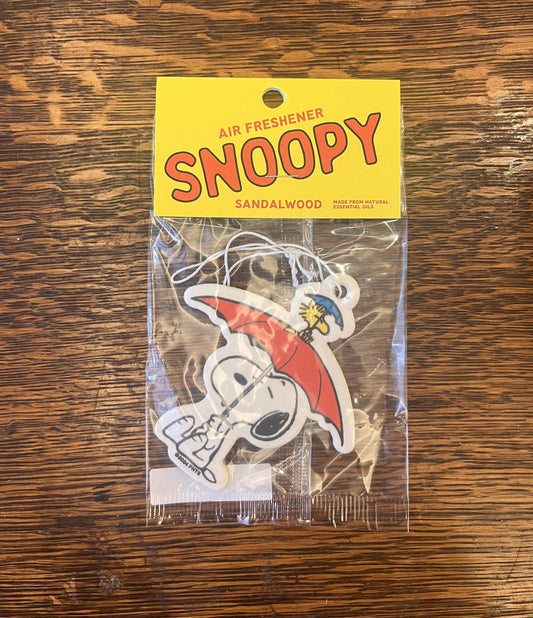 AIR FRESHENER
SNOOPY
SANDALWOOD
MADE FROM NATURAL
ESSENTIAL OILS